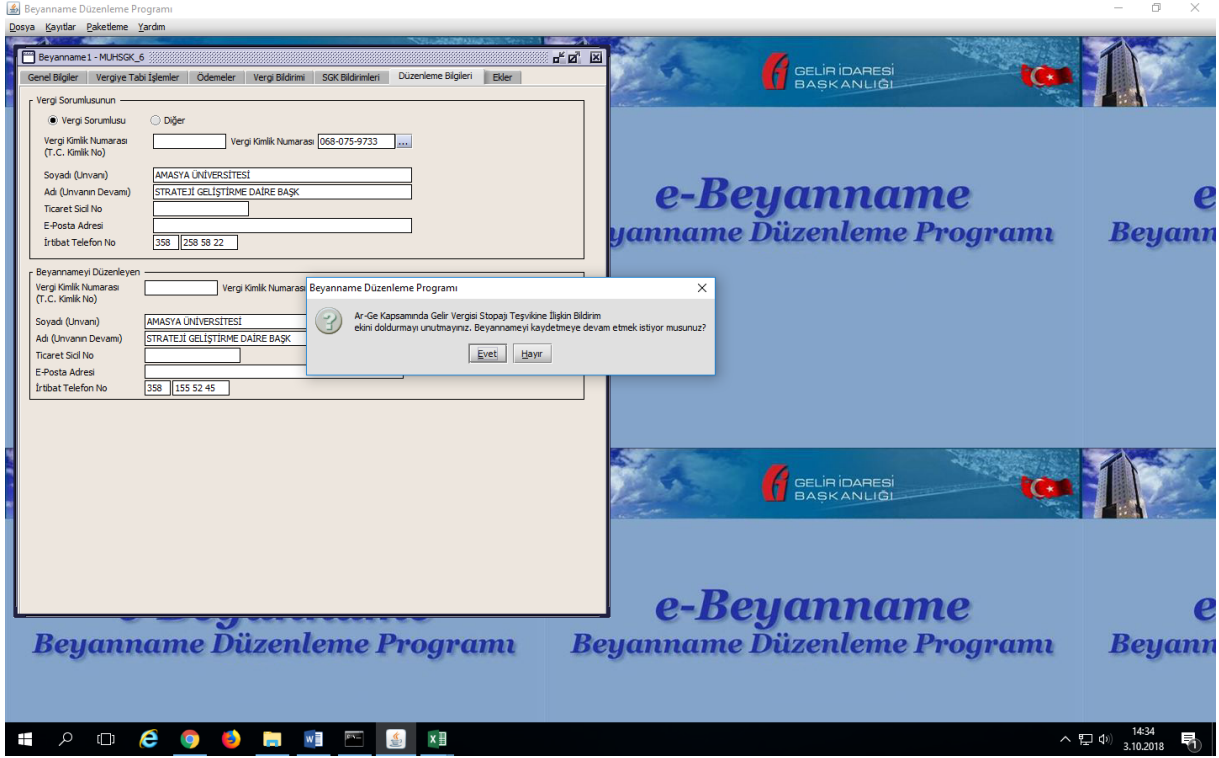 Beyanname Düzenleme Programı
Dosya Kayıtlar Paketleme Yardım
Beyanname1 - MUHSGK_6
Genel Bilgiler Vergiye Tabi İşlemler Ödemeler Vergi Bildirimi SGK Bildirimleri Düzenleme Bilgileri Ekler
Vergi Sorumlusunun
Vergi Sorumlusu Diğer
Vergi Kimlik Numarası Vergi Kimlik Numarası 068-075-9733 ...
(T.C. Kimlik No)
Soyadı (Unvanı) AMASYA ÜNİVERSİTESİ
Adı (Unvanın Devamı) STRATEJİ GELİŞTİRME DAİRE BAŞK
Ticaret Sicil No
E-Posta Adresi
İrtibat Telefon No 358 258 58 22
Beyannameyi Düzenleyen
Vergi Kimlik Numarası Vergi Kimlik Numarası
(T.C. Kimlik No)
Soyadı (Unvanı) AMASYA ÜNİVERSİTESİ
Adı (Unvanın Devamı) STRATEJİ GELİŞTİRME DAİRE BAŞK
Ticaret Sicil No
E-Posta Adresi
İrtibat Telefon No 358 155 52 45
Beyanname Düzenleme Programı
Ar-Ge Kapsamında Gelir Vergisi Stopajı Teşvikine İlişkin Bildirim
ekini doldurmayı unutmayınız. Beyannameyi kaydetmeye devam etmek istiyor musunuz?
Evet Hayır
GELİR İDARESİ
BAŞKANLIĞI
e-Beyanname e
yanname Düzenleme Programı Beyann
GELİR İDARESİ
BAŞKANLIĞI
e-Beyanname e-Beyanname e
Beyanname Düzenleme Programı Beyanname Düzenleme Programı Beyann
14:34
3.10.2018
1